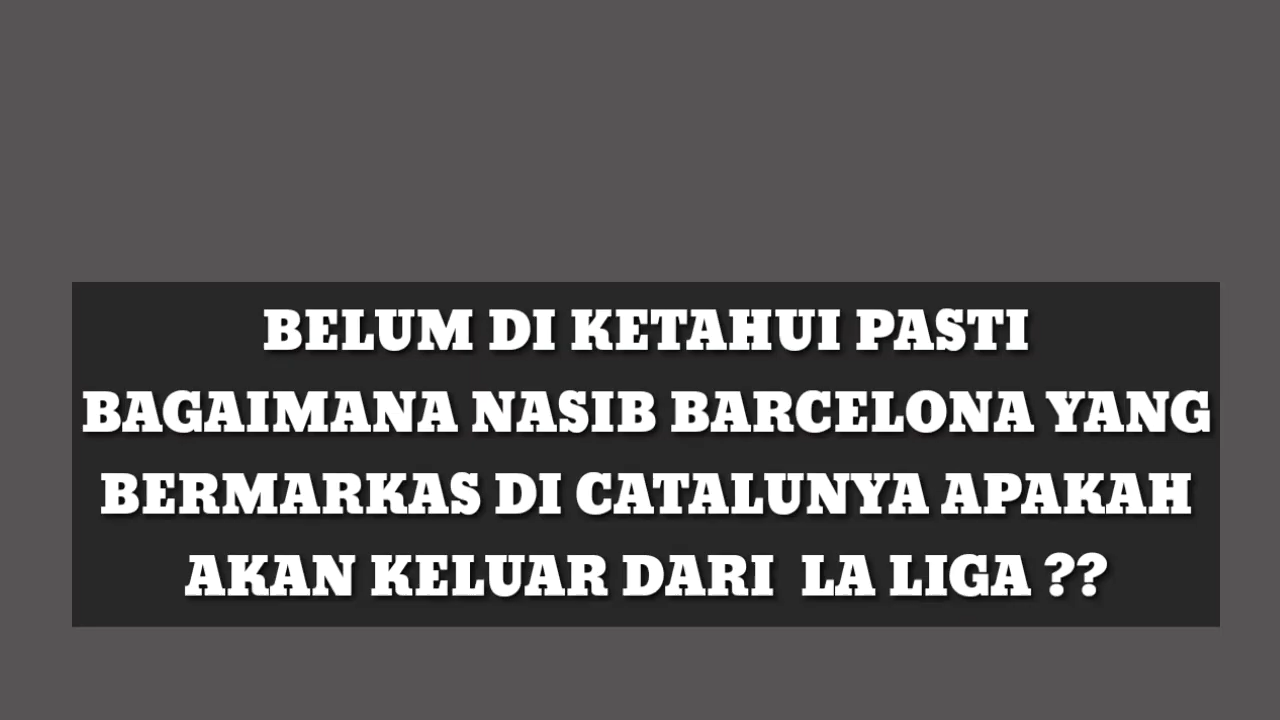 BELUM DI KETAHUI PASTI
BAGAIMANA NASIB BARCELONA YANG
BERMARKAS DI CATALUNYA APAKAH
AKAN KELUAR DARI LA LIGA ??